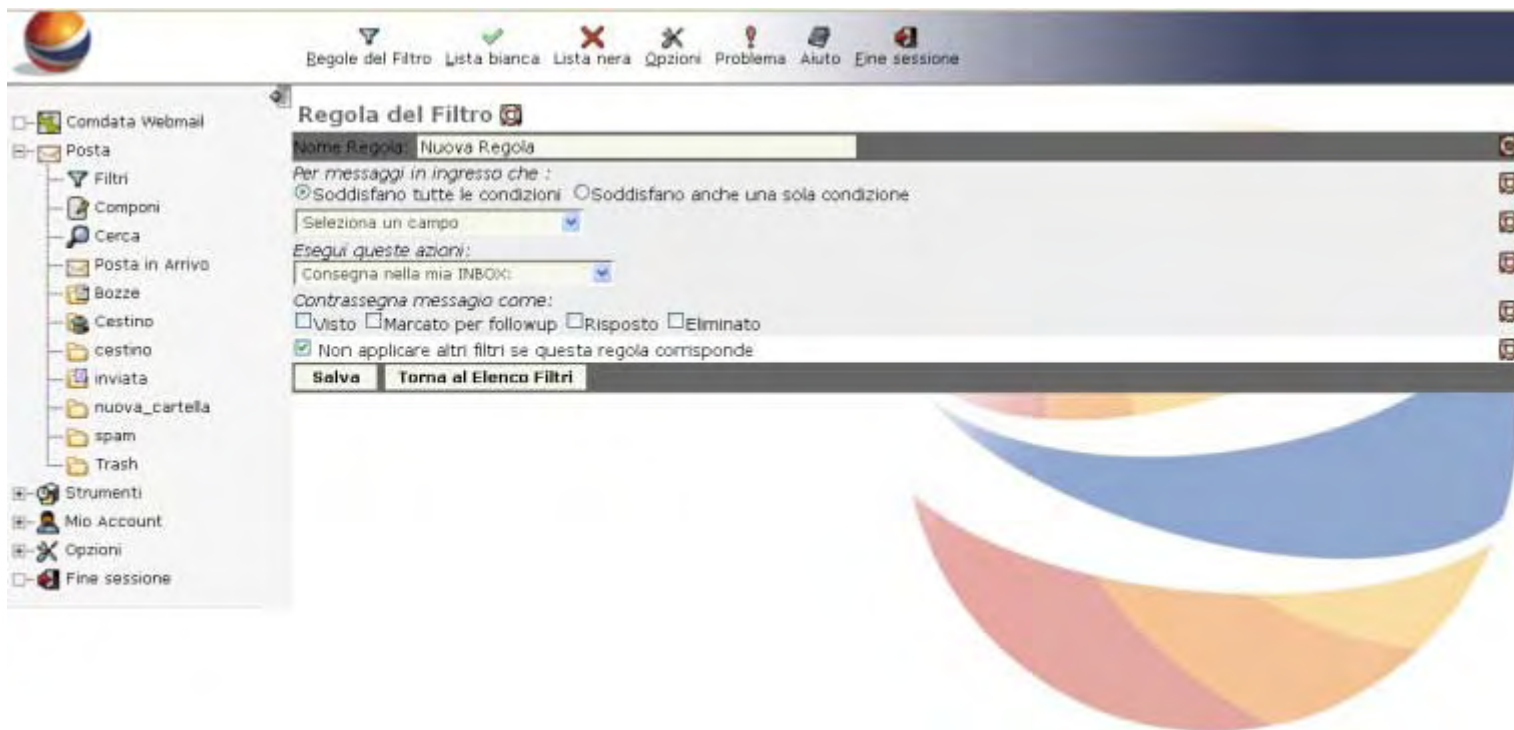 Regole del Filtro Lista bianca Lista nera Opzioni Problema Aiuto Fine sessione
Comdata Webmail
Posta
Filtri
Componi
Cerca
Posta in Arrivo
Bozze
Cestino
cestino
inviata
nuova_cartella
spam
Trash
Strumenti
Mio Account
Opzioni
Fine sessione
Regola del Filtro
Nome Regola: Nuova Regola
Per messaggi in ingresso che :
Soddisfano tutte le condizioni Soddisfano anche una sola condizione
Seleziona un campo
Esegui queste azioni:
Consegna nella mia INBOX:
Contrassegna messagio come:
Visto Marcato per followup Risposto Eliminato
Non applicare altri filtri se questa regola corrisponde
Salva Torna al Elenco Filtri